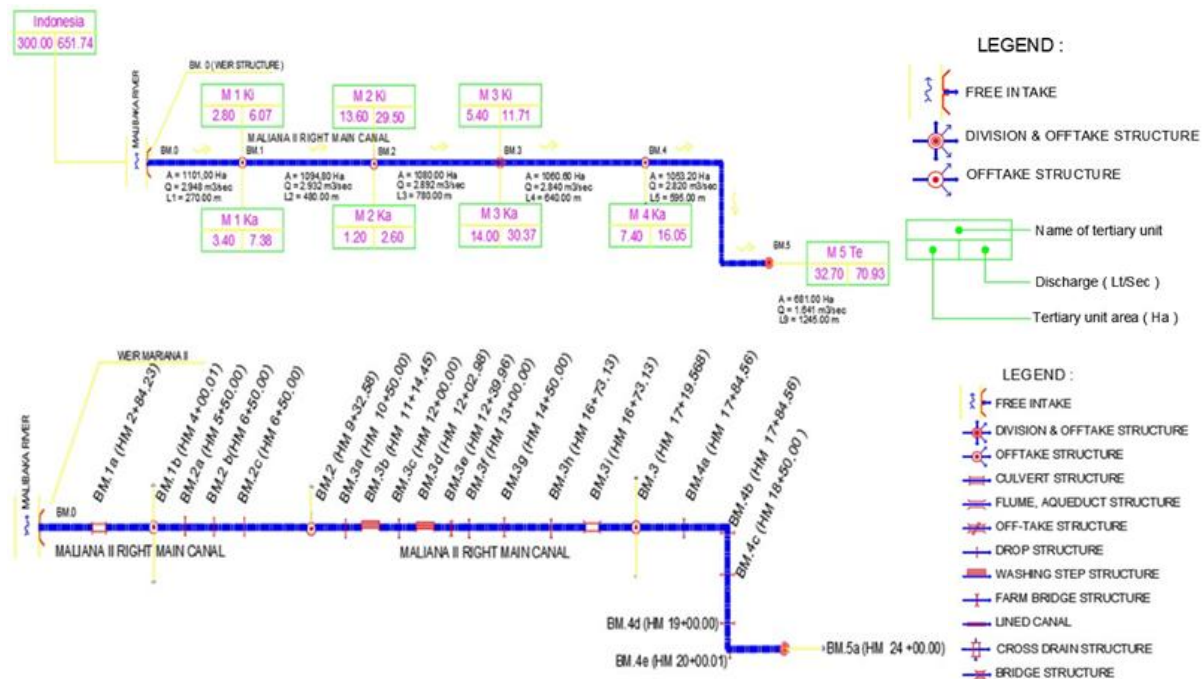 Indonesia
300.00 651.74
MALIBAKA RIVER
BM. 0 (WEIR STRUCTURE)
M 1 Ki
2.80 6.07
M 2 Ki
13.60 29.50
M 3 Ki
5.40 11.71
MALIANA II RIGHT MAIN CANAL
BM.0
BM.1
BM.2
BM.3
BM.4
A = 1101,00 Ha
Q = 2.948 m3/sec
L1 = 270.00 m
A = 1094,80 Ha
Q = 2.932 m3/sec
L2 = 480.00 m
A = 1080.00 Ha
Q = 2.892 m3/sec
L3 = 780.00 m
A = 1060.60 Ha
Q = 2.840 m3/sec
L4 = 640.00 m
A = 1053.20 Ha
Q = 2.820 m3/sec
L5 = 595.00 m
M 1 Ka
3.40 7.38
M 2 Ka
1.20 2.60
M 3 Ka
14.00 30.37
M 4 Ka
7.40 16.05
BM.5
M 5 Te
32.70 70.93
A = 681.00 Ha
Q = 1.641 m3/sec
L9 = 1245.00 m
LEGEND :
FREE INTAKE
DIVISION & OFFTAKE STRUCTURE
OFFTAKE STRUCTURE
Name of tertiary unit
Discharge ( Lt/Sec )
Tertiary unit area ( Ha )
WEIR MARIANA II
MALIBAKA RIVER
BM.0
BM.1a (HM 2+84,23)
BM.1b (HM 4+00,01)
BM.2a (HM 5+50.00)
BM.2 b(HM 6+50.00)
BM.2c (HM 6+50.00)
BM.2 (HM 9+32.58)
BM.3a (HM 10+50.00)
BM.3b (HM 11+14.45)
BM.3c (HM 12+00.00)
BM.3d (HM 12+02,98)
BM.3e (HM 12+39,96)
BM.3f (HM 13+00.00)
BM.3g (HM 14+50.00)
BM.3h (HM 16+73.13)
BM.3i (HM 16+73.13)
BM.3 (HM 17+19.568)
BM.4a (HM 17+84,56)
BM.4b (HM 17+84,56)
BM.4c (HM 18+50.00 )
MALIANA II RIGHT MAIN CANAL
MALIANA II RIGHT MAIN CANAL
BM.4d (HM 19+00.00)
BM.4e (HM 20+00.01)
BM.5a (HM 24 +00.00)
LEGEND :
FREE INTAKE
DIVISION & OFFTAKE STRUCTURE
OFFTAKE STRUCTURE
CULVERT STRUCTURE
FLUME, AQUEDUCT STRUCTURE
OFF-TAKE STRUCTURE
DROP STRUCTURE
WASHING STEP STRUCTURE
FARM BRIDGE STRUCTURE
LINED CANAL
CROSS DRAIN STRUCTURE
BRIDGE STRUCTURE